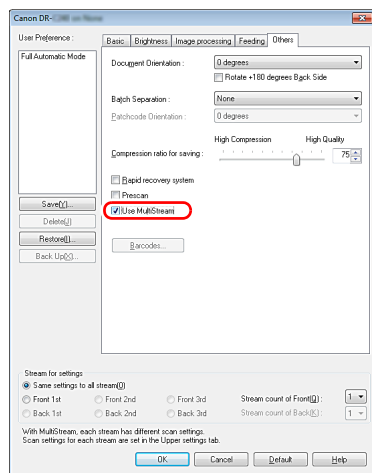 Canon DR-
User Preference :
Full Automatic Mode
Save(Y)...
Delete(J)
Restore(I)...
Back Up(X)...
Basic Brightness Image processing Feeding Others
Document Orientation : 0 degrees
Rotate +180 degrees Back Side
Batch Separation : None
Patchcode Orientation : 0 degrees
High Compression High Quality
Compression ratio for saving : 75
Rapid recovery system
Prescan
Use MultiStream
Barcodes...
Stream for settings
Same settings to all stream(O)
Front 1st Front 2nd Front 3rd Stream count of Front(Q) : 1
Back 1st Back 2nd Back 3rd Stream count of Back(K) : 1
With MultiStream, each stream has different scan settings.
Scan settings for each stream are set in the Upper settings tab.
OK Cancel Default Help